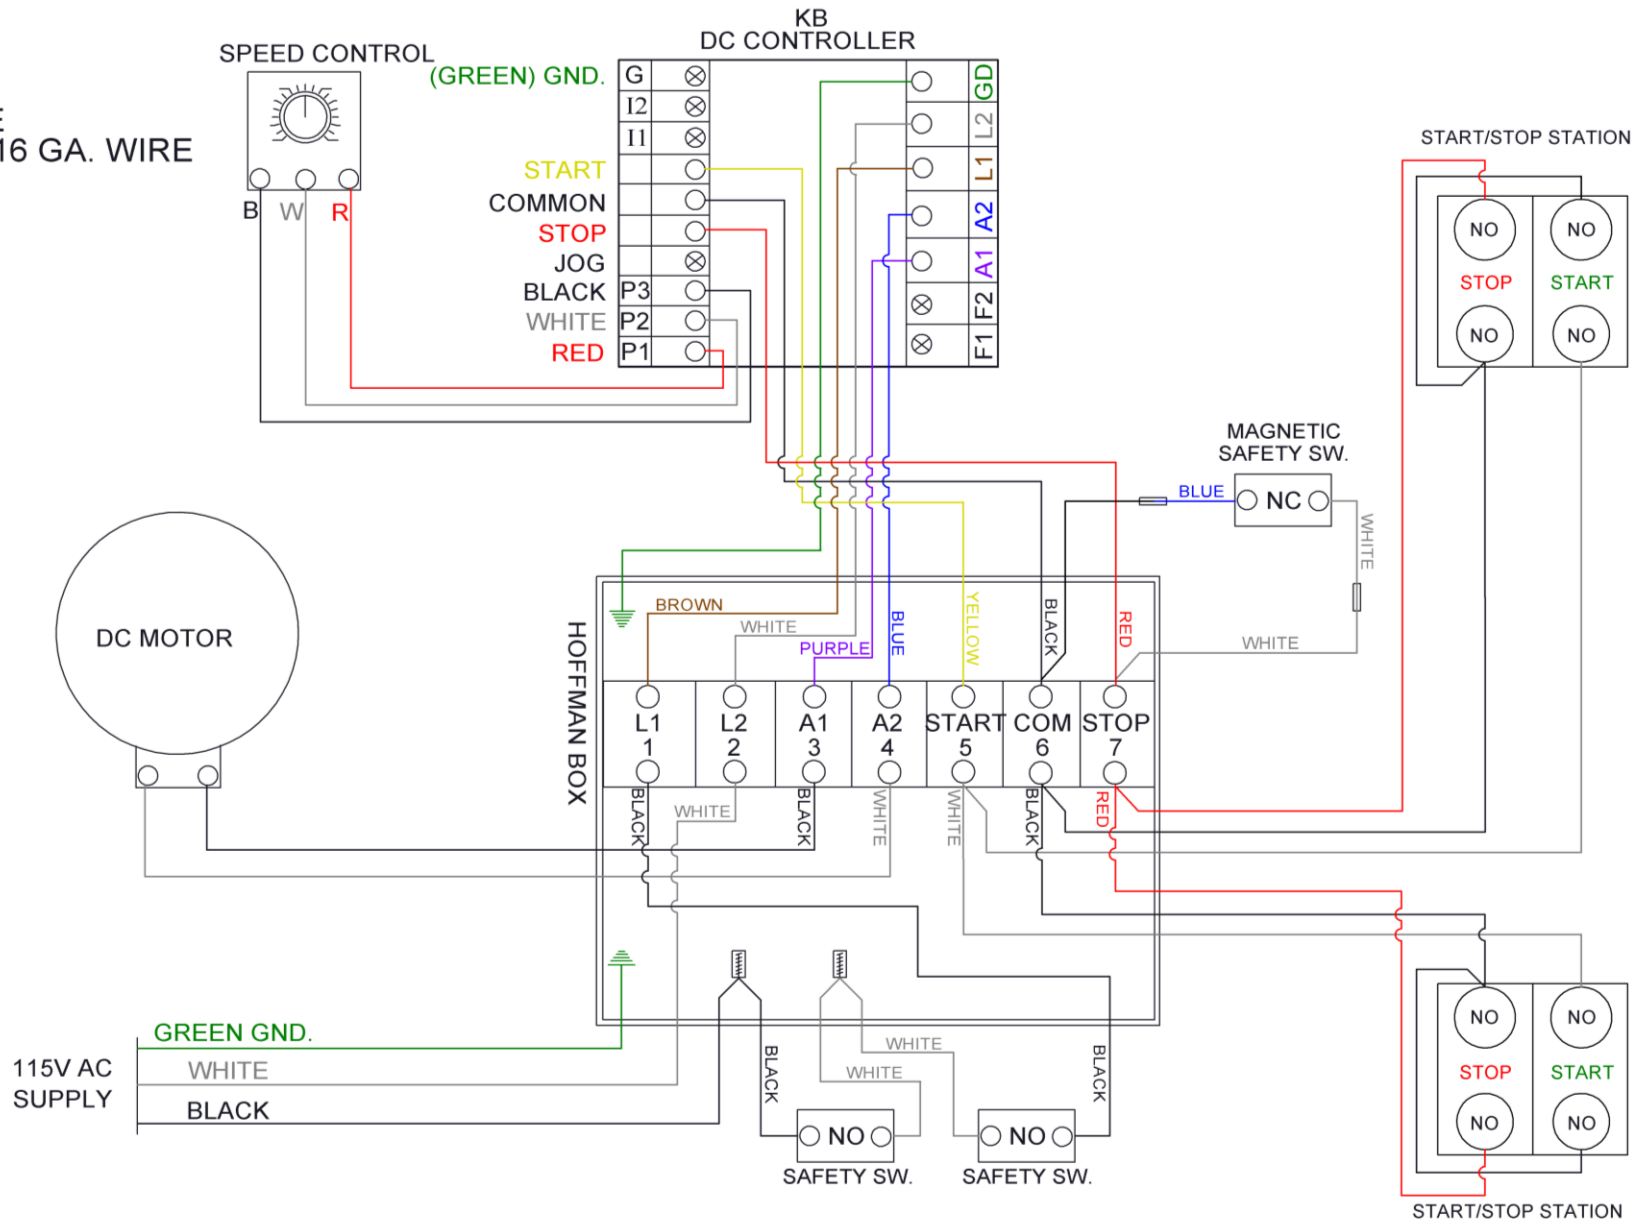 KB
DC CONTROLLER
SPEED CONTROL
(GREEN) GND.
G
GD
I2
L2
I1
16 GA. WIRE
START/STOP STATION
START
L1
COMMON
A2
B
W
R
STOP
JOG
A1
BLACK
P3
F2
WHITE
P2
RED
P1
F1
NO
NO
STOP
START
NO
NO
MAGNETIC
SAFETY SW.
BLUE
NC
WHITE
DC MOTOR
HOFFMAN BOX
BROWN
WHITE
PURPLE
BLUE
YELLOW
BLACK
RED
WHITE
L1
L2
A1
A2
START
COM
STOP
1
2
3
4
5
6
7
BLACK
WHITE
BLACK
WHITE
WHITE
BLACK
RED
GREEN GND.
115V AC
SUPPLY
WHITE
BLACK
BLACK
WHITE
WHITE
BLACK
NO
NO
SAFETY SW.
SAFETY SW.
NO
NO
STOP
START
NO
NO
START/STOP STATION